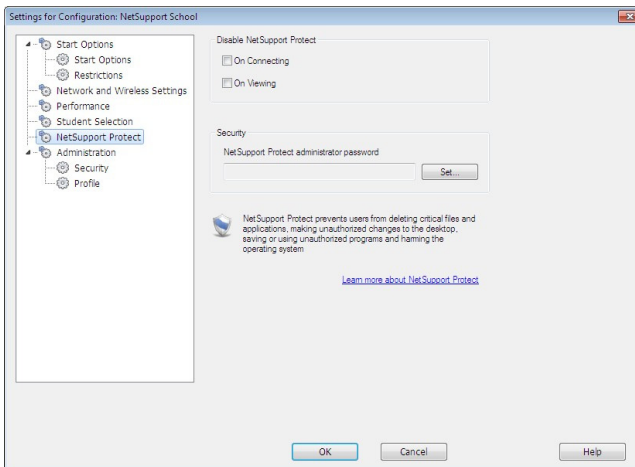 Settings for Configuration: NetSupport School
Start Options
Start Options
Restrictions
Network and Wireless Settings
Performance
Student Selection
NetSupport Protect
Administration
Security
Profile
Disable NetSupport Protect
On Connecting
On Viewing
Security
NetSupport Protect administrator password
Set...
NetSupport Protect prevents users from deleting critical files and
applications, making unauthorized changes to the desktop,
saving or using unauthorized programs and harming the
operating system
Learn more about NetSupport Protect
OK
Cancel
Help